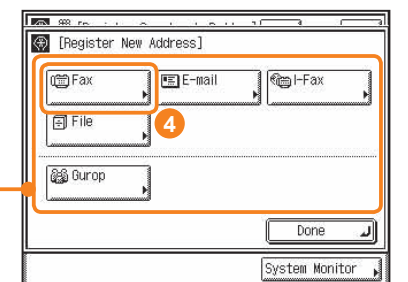 [Register New Address]
Fax E-mail I-Fax
File 4
Gurop
Done
System Monitor